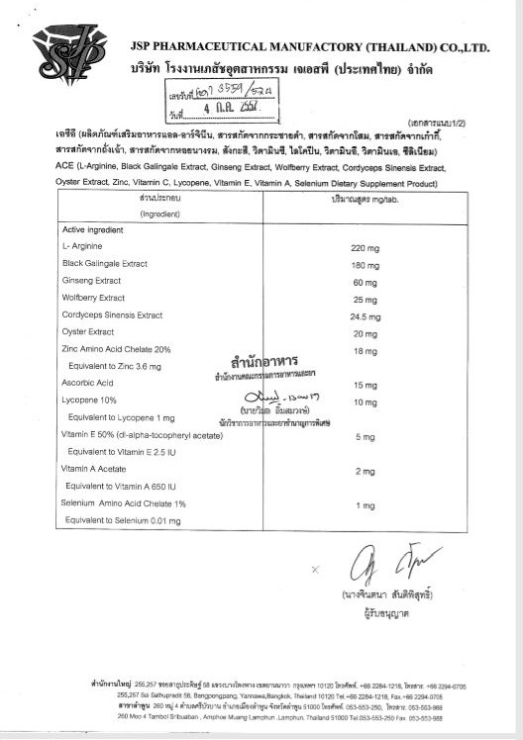 JSP
JSP PHARMACEUTICAL MANUFACTORY (THAILAND) CO.,LTD.
บริษัท โรงงานเภสัชอุตสาหกรรม เจเอสพี (ประเทศไทย) จำกัด
เลขรับที่ 3559
วันที่ 4 ก.ค.
(เอกสารแนบ1/2)
เอซีอี (ผลิตภัณฑ์เสริมอาหารแอล-อาร์จินีน, สารสกัดจากกระชายดำ, สารสกัดจากโสม, สารสกัดจากเก๋ากี้,
สารสกัดจากถั่งเช่า, สารสกัดจากหอยนางรม, สังกะสี, วิตามินซี, ไลโคปีน, วิตามินอี, วิตามินเอ, ซีลีเนียม)
ACE (L-Arginine, Black Galingale Extract, Ginseng Extract, Wolfberry Extract, Cordyceps Sinensis Extract,
Oyster Extract, Zinc, Vitamin C, Lycopene, Vitamin E, Vitamin A, Selenium Dietary Supplement Product)
ส่วนประกอบ ปริมาณสูตร mg/tab.
(Ingredient)
Active ingredient
L- Arginine 220 mg
Black Galingale Extract 180 mg
Ginseng Extract 60 mg
Wolfberry Extract 25 mg
Cordyceps Sinensis Extract 24.5 mg
Oyster Extract 20 mg
Zinc Amino Acid Chelate 20% 18 mg
สำนักอาหาร
Equivalent to Zinc 3.6 mg
สำนักงานคณะกรรมการอาหารและยา
Ascorbic Acid 15 mg
Lycopene 10% 10 mg
Equivalent to Lycopene 1 mg
นักวิชาการอาหารและยาชำนาญการพิเศษ
Vitamin E 50% (dl-alpha-tocopheryl acetate) 5 mg
Equivalent to Vitamin E 2.5 IU
Vitamin A Acetate 2 mg
Equivalent to Vitamin A 650 IU
Selenium Amino Acid Chelate 1% 1 mg
Equivalent to Selenium 0.01 mg
(นางจินตนา สันติพิสุทธิ์)
ผู้รับอนุญาต
สำนักงานใหญ่ 255,257 ซอยสาธุประดิษฐ์ 58 แขวงบางโพงพาง เขตยานนาวา กรุงเทพฯ 10120 โทรศัพท์. +66 2284-1218, โทรสาร. +66 2294-0705
255,257 Soi Sathupradit 58, Bangpongpang, Yannawa,Bangkok, Thailand 10120 Tel.+66 2284-1218, Fax.+66 2294-0705
สาขาลำพูน 260 หมู่ 4 ตำบลศรีบัวบาน อำเภอเมืองลำพูน จังหวัดลำพูน 51000 โทรศัพท์. 053-553-250, โทรสาร. 053-553-988
260 Moo 4 Tambol Sribuaban , Amphoe Muang Lamphun ,Lamphun, Thailand 51000 Tel.053-553-250 Fax. 053-553-988